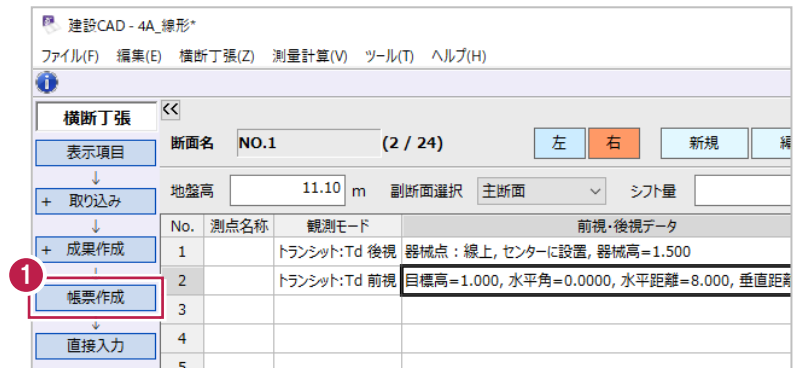 建設CAD - 4A_線形*
ファイル(F) 編集(E) 横断丁張(Z) 測量計算(V) ツール(T) ヘルプ(H)
横断丁張 <<
断面名 NO.1 (2 / 24) 左 右 新規
表示項目
↓
地盤高 11.10 m 副断面選択 主断面 シフト量
+ 取り込み
↓
No. 測点名称 観測モード 前視・後視データ
+ 成果作成
1 トランシット:Td 後視 器械点：線上, センターに設置, 器械高=1.500
↓
1
2 トランシット:Td 前視 目標高=1.000, 水平角=0.0000, 水平距離=8.000, 垂直距離
帳票作成
3
↓
直接入力
4
5